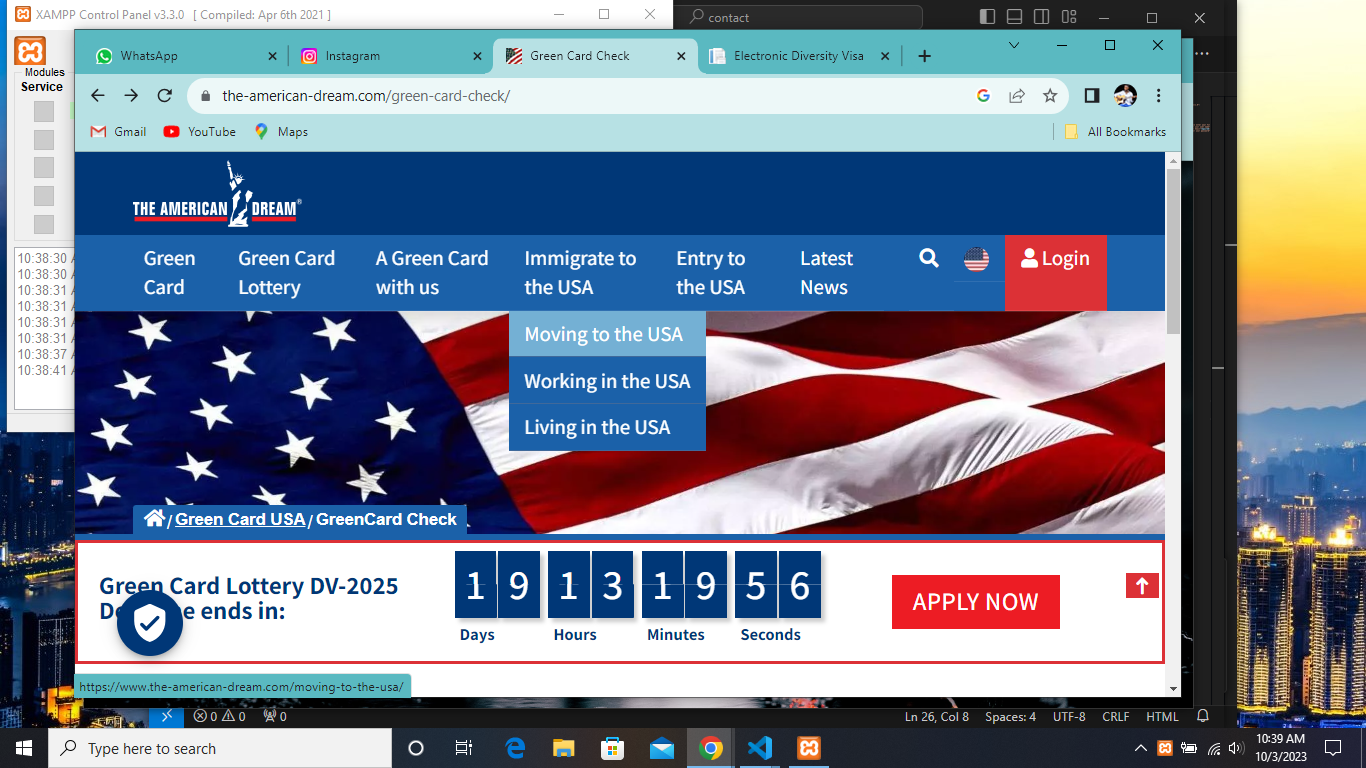 XAMPP Control Panel v3.3.0 [ Compiled: Apr 6th 2021 ]
contact
Modules
Service
10:38:30
10:38:30
10:38:31
10:38:31
10:38:31
10:38:31
10:38:37
10:38:41
WhatsApp
Instagram
Green Card Check
Electronic Diversity Visa
the-american-dream.com/green-card-check/
Gmail
YouTube
Maps
All Bookmarks
THE AMERICAN DREAM®
Green Card
Green Card Lottery
A Green Card with us
Immigrate to the USA
Entry to the USA
Latest News
Login
Moving to the USA
Working in the USA
Living in the USA
/ Green Card USA / GreenCard Check
Green Card Lottery DV-2025
ends in:
19 13 19 56
Days Hours Minutes Seconds
APPLY NOW
https://www.the-american-dream.com/moving-to-the-usa/
0 0 0
Ln 26, Col 8 Spaces: 4 UTF-8 CRLF HTML
Type here to search
10:39 AM
10/3/2023